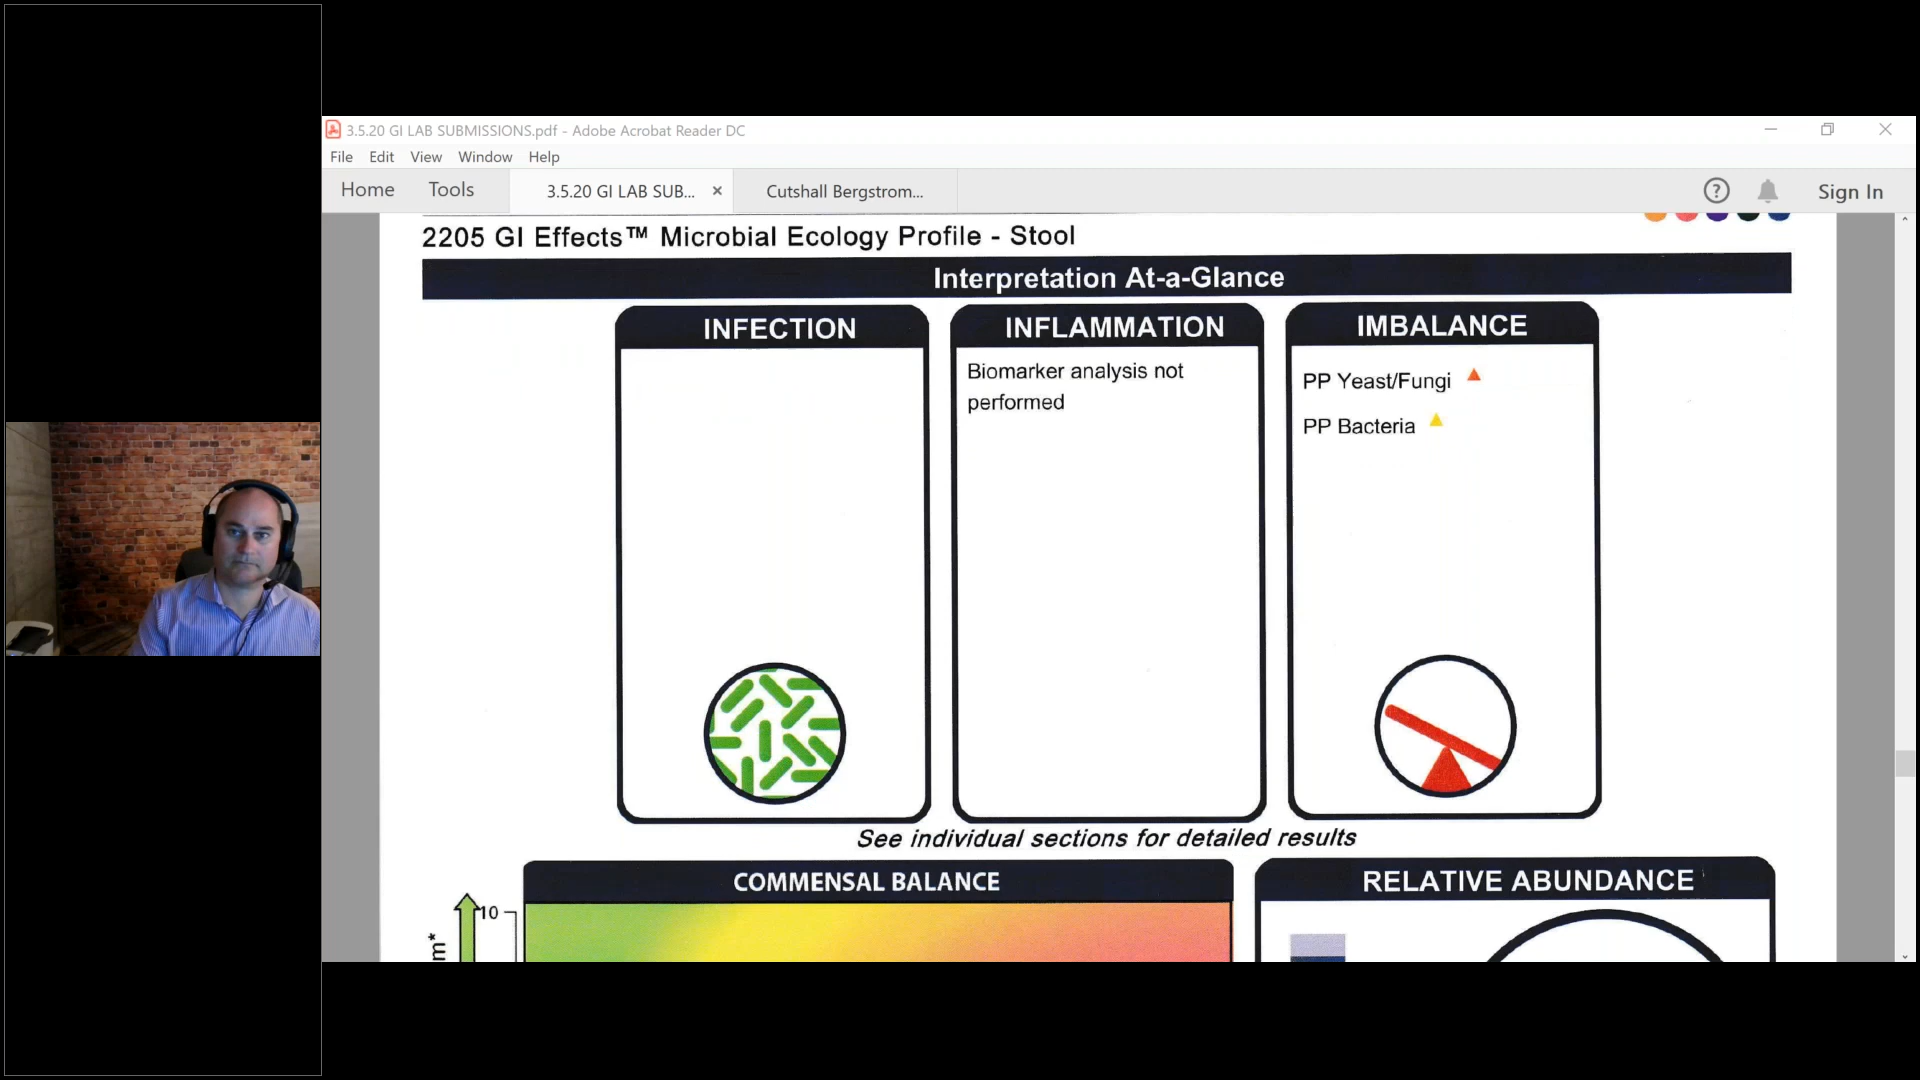 3.5.20 GI LAB SUBMISSIONS.pdf - Adobe Acrobat Reader DC
File Edit View Window Help
Home Tools 3.5.20 GI LAB SUB... × Cutshall Bergstrom... ? Sign In
2205 GI Effects™ Microbial Ecology Profile - Stool
Interpretation At-a-Glance
INFECTION
INFLAMMATION
Biomarker analysis not
performed
IMBALANCE
PP Yeast/Fungi
PP Bacteria
See individual sections for detailed results
COMMENSAL BALANCE
10
m*
RELATIVE ABUNDANCE